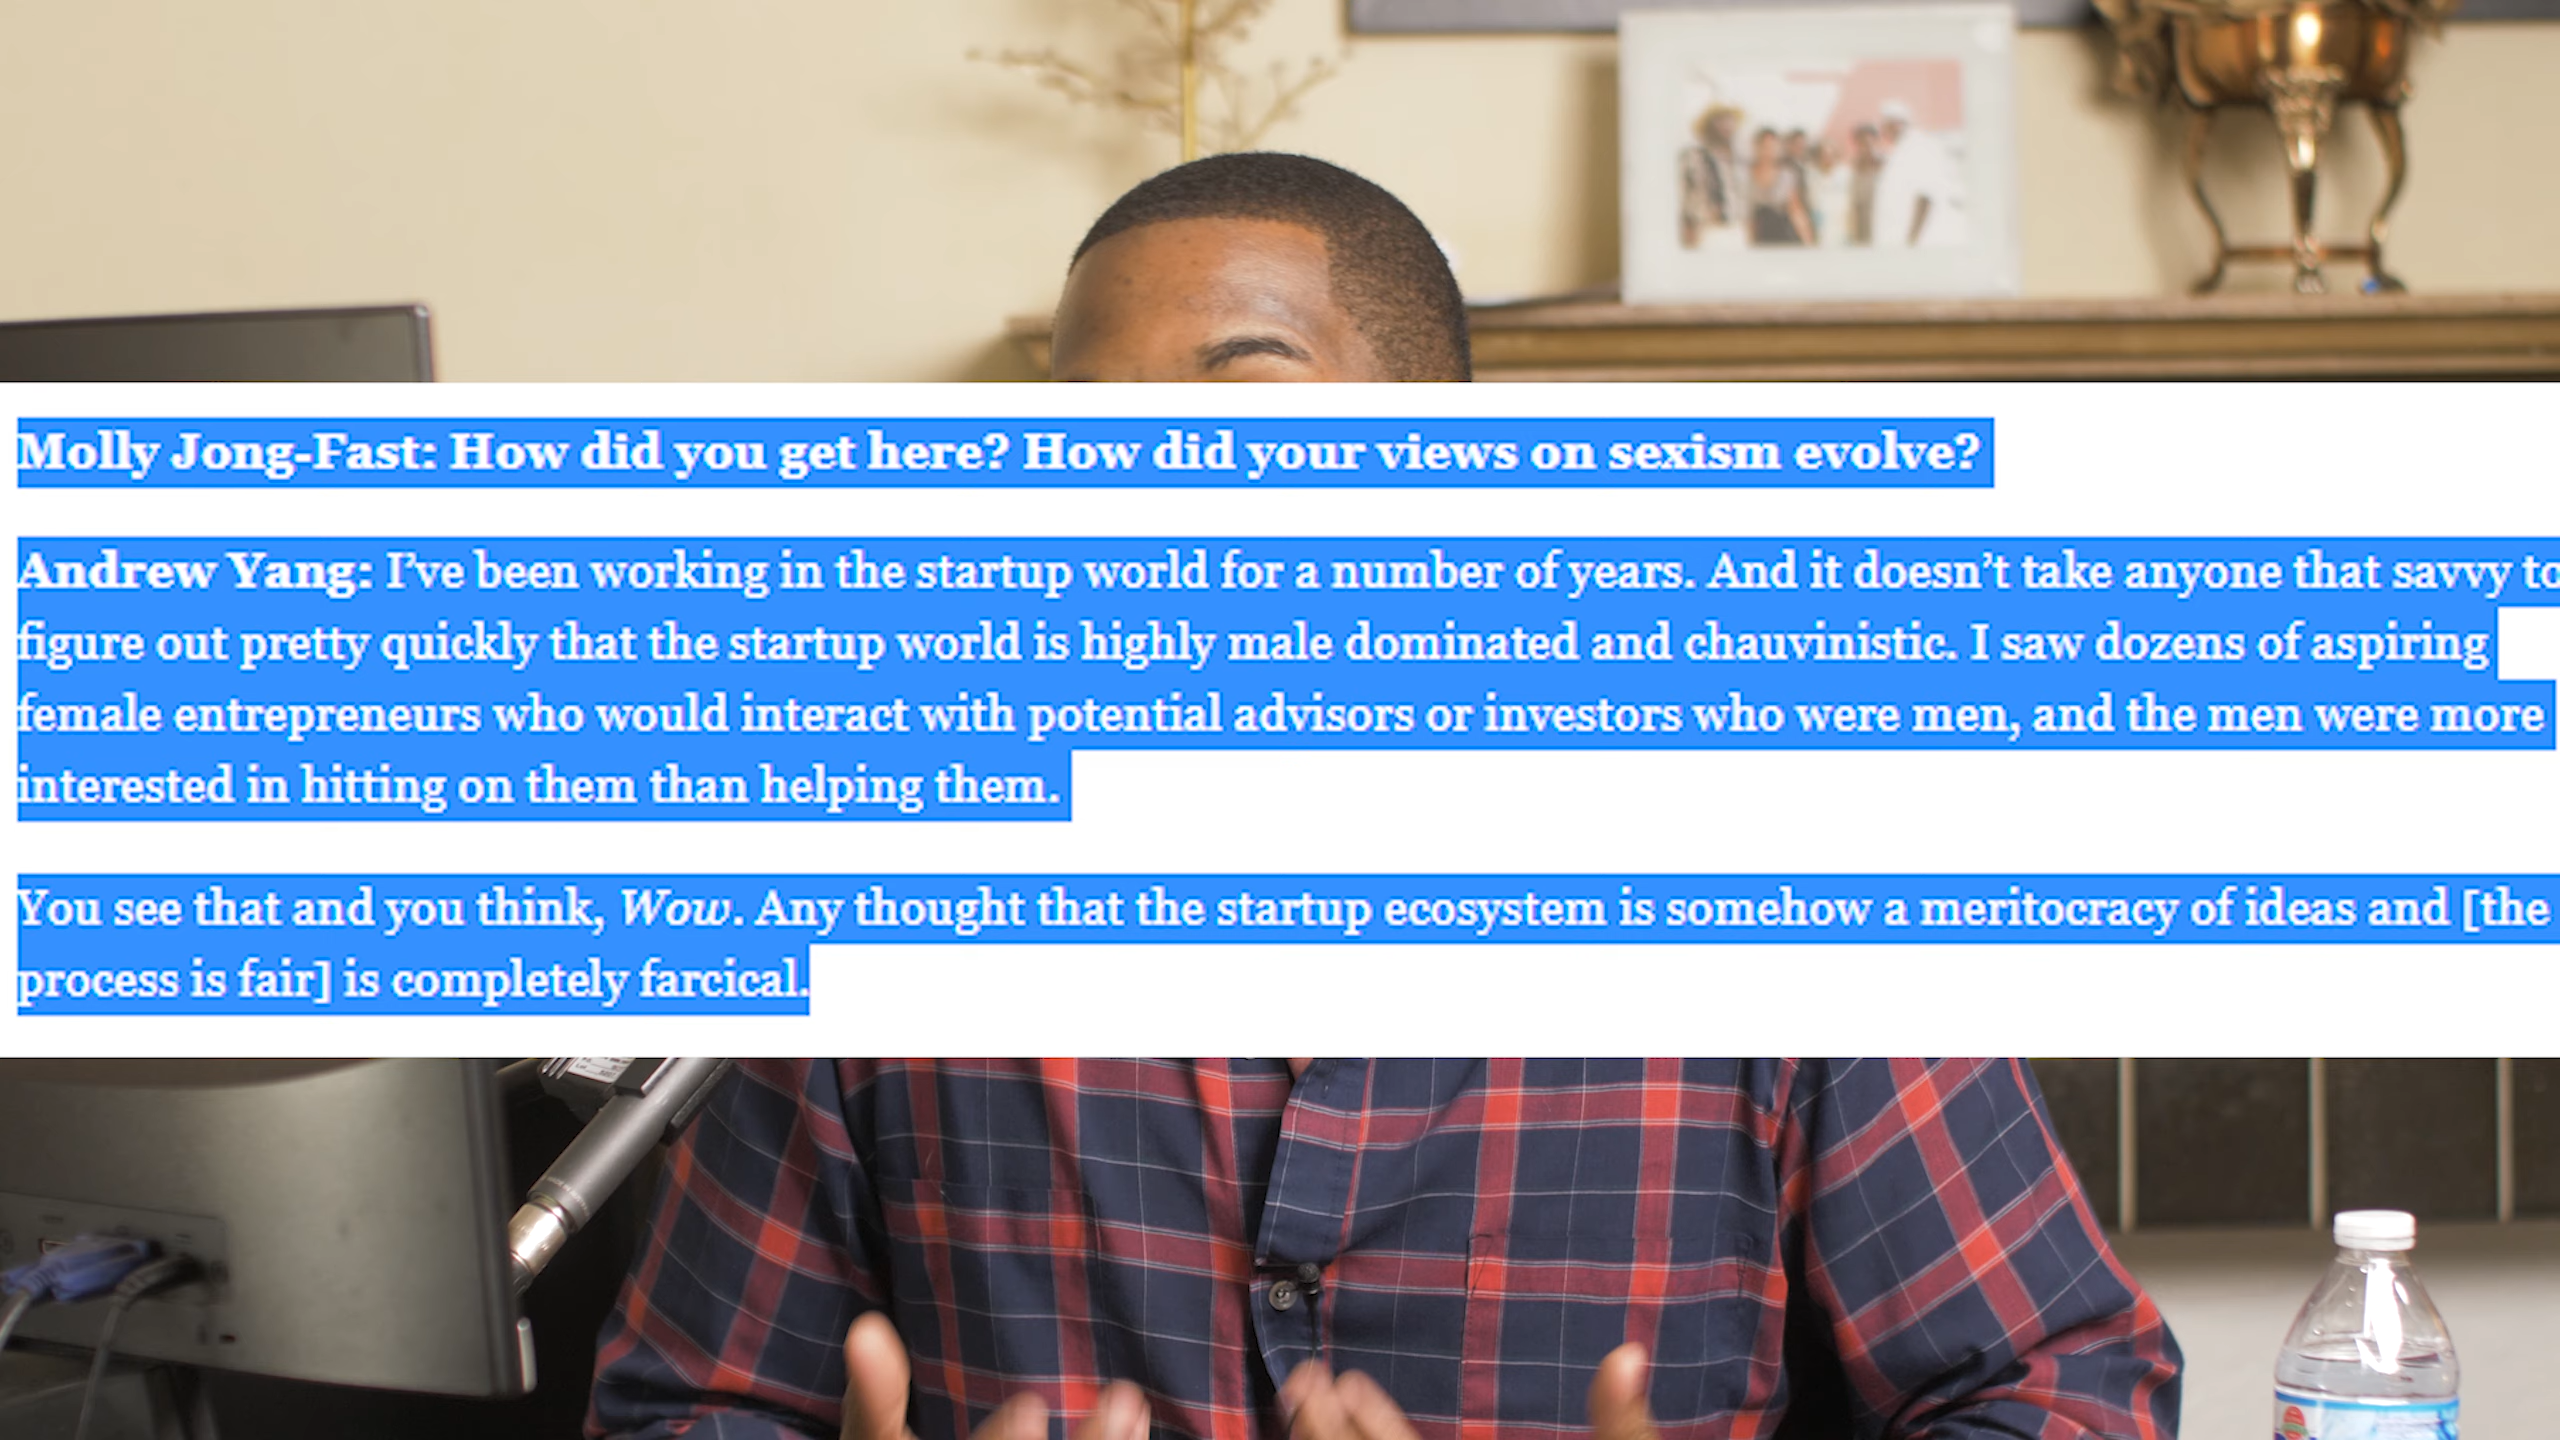 Molly Jong-Fast: How did you get here? How did your views on sexism evolve?
Andrew Yang: I’ve been working in the startup world for a number of years. And it doesn’t take anyone that savvy to
figure out pretty quickly that the startup world is highly male dominated and chauvinistic. I saw dozens of aspiring
female entrepreneurs who would interact with potential advisors or investors who were men, and the men were more
interested in hitting on them than helping them.
You see that and you think, Wow. Any thought that the startup ecosystem is somehow a meritocracy of ideas and [the
process is fair] is completely farcical.